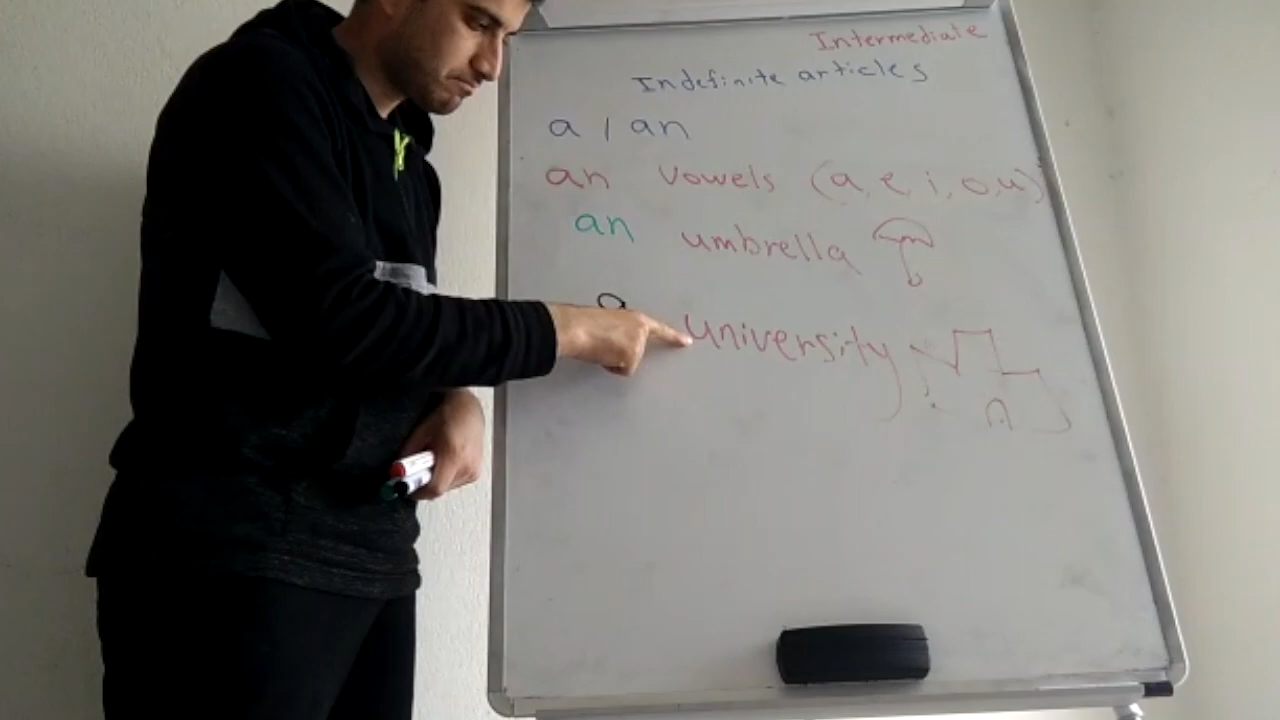 Intermediate
Indefinite articles
a / an
an vowels (a, e, i, o, u)
an umbrella
a university